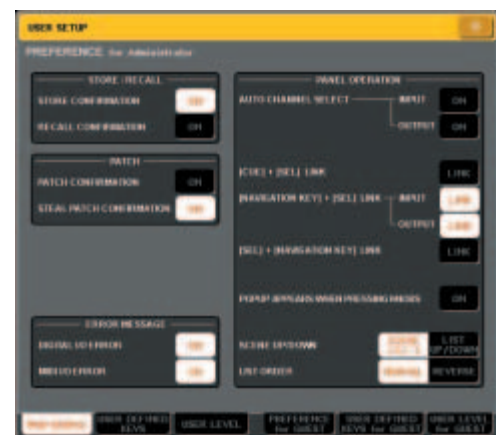 USER SETUP
PREFERENCE for Administrator
STORE / RECALL
STORE CONFIRMATION ON
RECALL CONFIRMATION ON
PATCH
PATCH CONFIRMATION ON
STEAL PATCH CONFIRMATION ON
ERROR MESSAGE
DIGITAL I/O ERROR ON
MIDI I/O ERROR ON
PANEL OPERATION
AUTO CHANNEL SELECT INPUT ON
OUTPUT ON
[CUE] + [SEL] LINK LINK
[NAVIGATION KEY] + [SEL] LINK INPUT LINK
OUTPUT LINK
[SEL] + [NAVIGATION KEY] LINK LINK
POPUP APPEARS WHEN PRESSING KNOBS ON
SCENE UP/DOWN LIST UP/DOWN
LIST ORDER NORMAL REVERSE
PREFERENCE
USER DEFINED KEYS
USER LEVEL
PREFERENCE for GUEST
USER DEFINED KEYS for GUEST
USER LEVEL for GUEST